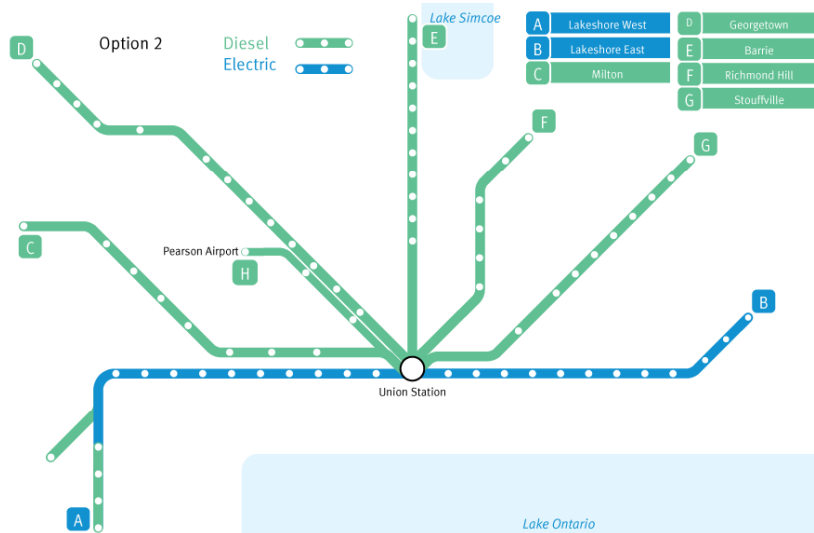 Option 2
Diesel
Electric
Lake Simcoe
A Lakeshore West
B Lakeshore East
C Milton
D Georgetown
E Barrie
F Richmond Hill
G Stouffville
D
E
F
G
C
Pearson Airport
H
B
Union Station
A
Lake Ontario